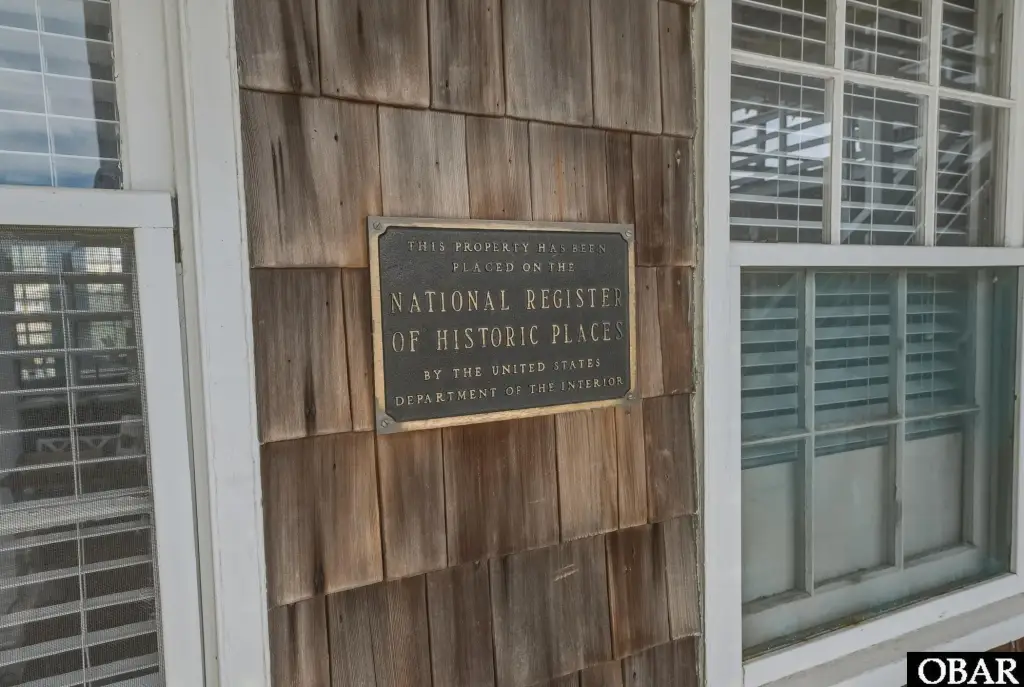 THIS PROPERTY HAS BEEN
PLACED ON THE
NATIONAL REGISTER
OF HISTORIC PLACES
BY THE UNITED STATES
DEPARTMENT OF THE INTERIOR
OBAR